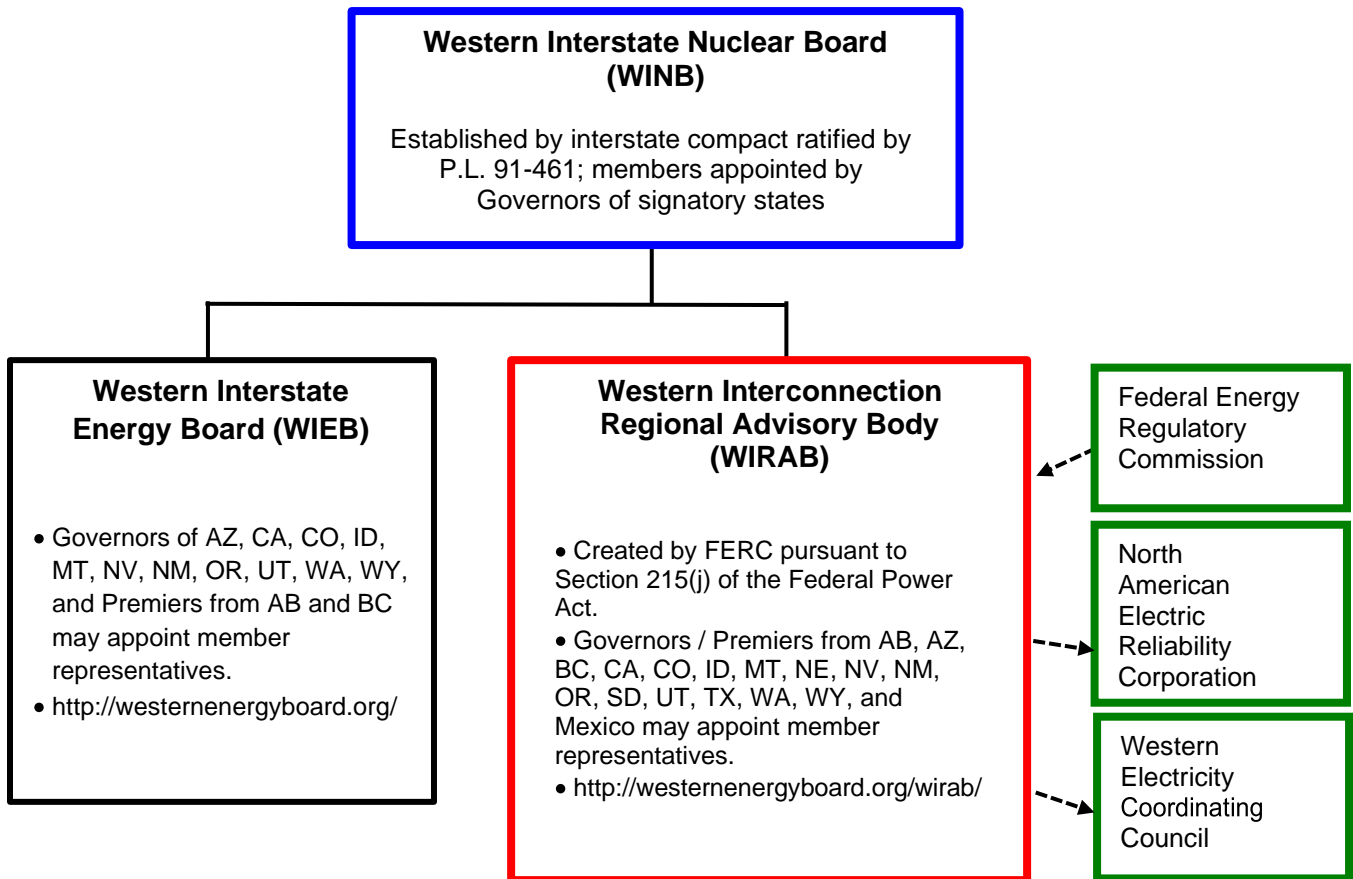 Western Interstate Nuclear Board
(WINB)
Established by interstate compact ratified by
P.L. 91-461; members appointed by
Governors of signatory states
Western Interstate
Energy Board (WIEB)
• Governors of AZ, CA, CO, ID,
MT, NV, NM, OR, UT, WA, WY,
and Premiers from AB and BC
may appoint member
representatives.
• http://westernenergyboard.org/
Western Interconnection
Regional Advisory Body
(WIRAB)
• Created by FERC pursuant to
Section 215(j) of the Federal Power
Act.
• Governors / Premiers from AB, AZ,
BC, CA, CO, ID, MT, NE, NV, NM,
OR, SD, UT, TX, WA, WY, and
Mexico may appoint member
representatives.
• http://westernenergyboard.org/wirab/
Federal Energy
Regulatory
Commission
North
American
Electric
Reliability
Corporation
Western
Electricity
Coordinating
Council